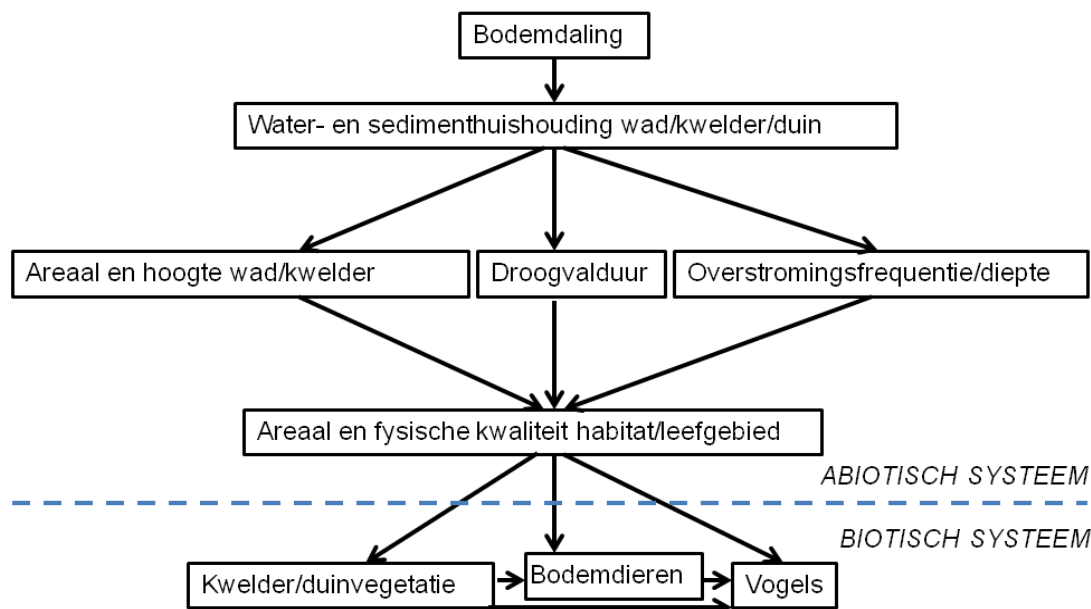 Bodemdaling
Water- en sedimenthuishouding wad/kwelder/duin
Areaal en hoogte wad/kwelder
Droogvalduur
Overstromingsfrequentie/diepte
Areaal en fysische kwaliteit habitat/leefgebied
ABIOTISCH SYSTEEM
BIOTISCH SYSTEEM
Kwelder/duinvegetatie
Bodemdieren
Vogels